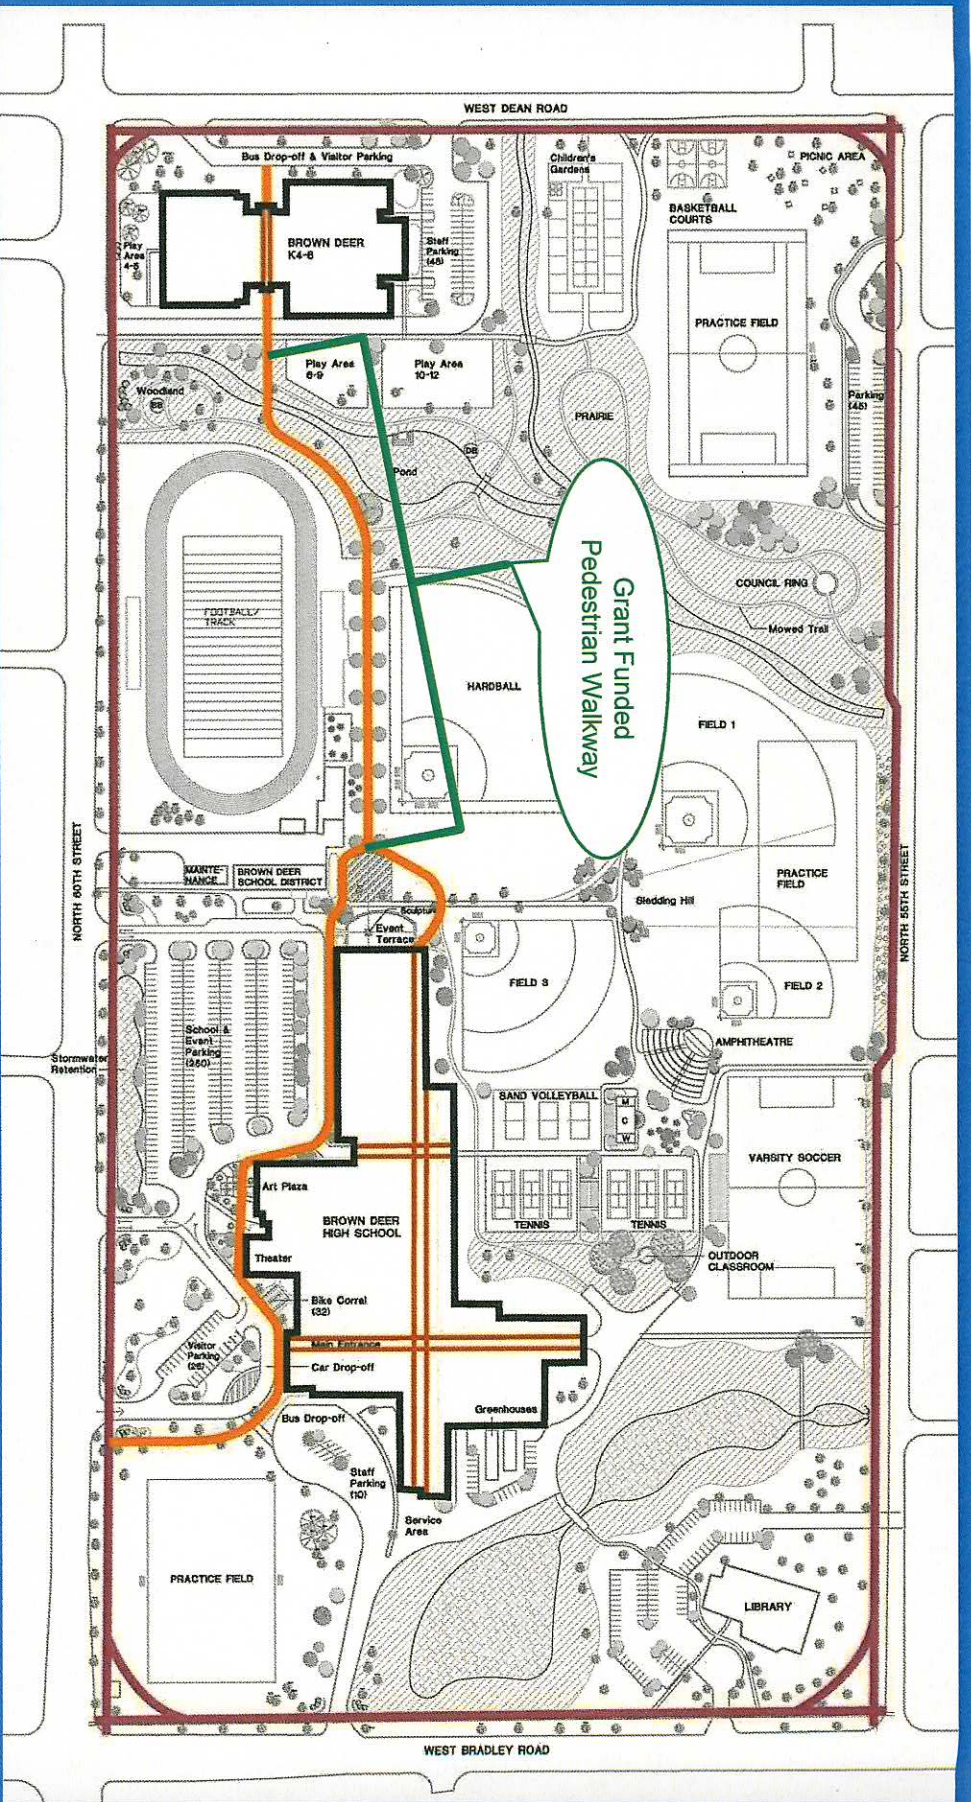 WEST DEAN ROAD
Bus Drop-off & Visitor Parking
Children's
Gardens
PICNIC AREA
BASKETBALL
COURTS
Play
Area
4-5
BROWN DEER
K4-8
Staff
Parking
(48)
PRACTICE FIELD
Play Area
6-9
Play Area
10-12
Woodland
Parking
(45)
PRAIRIE
Pond
Grant Funded
Pedestrian Walkway
COUNCIL RING
Mowed Trail
FOOTBALL/
TRACK
HARDBALL
FIELD 1
NORTH 60TH STREET
MAINTE-
NANCE
BROWN DEER
SCHOOL DISTRICT
PRACTICE
FIELD
NORTH 55TH STREET
Sculpture
Sledding Hill
Event
Terrace
FIELD 3
FIELD 2
School &
Event
Parking
(250)
AMPHITHEATRE
Stormwater
Retention
SAND VOLLEYBALL
M
C
W
VARSITY SOCCER
Art Plaza
BROWN DEER
HIGH SCHOOL
TENNIS
TENNIS
Theater
OUTDOOR
CLASSROOM
Bike Corral
(32)
Visitor
Parking
(26)
Main Entrance
Car Drop-off
Bus Drop-off
Greenhouses
Staff
Parking
(10)
Service
Area
PRACTICE FIELD
LIBRARY
WEST BRADLEY ROAD